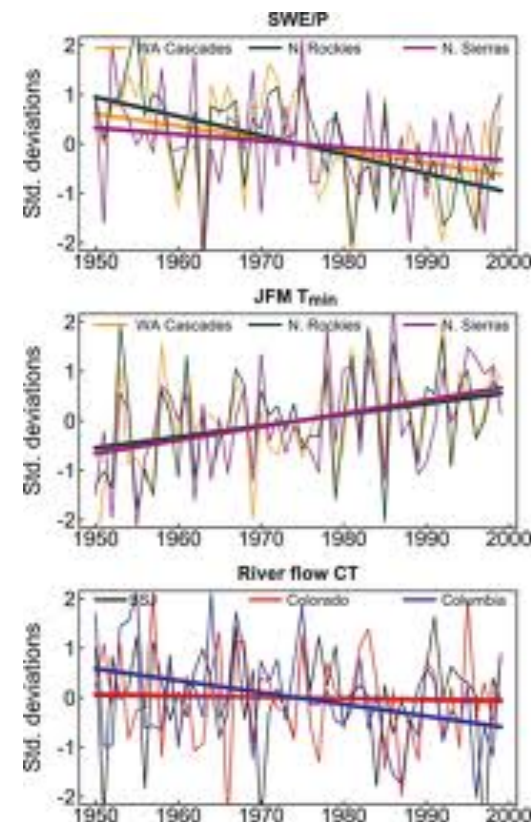 SWE/P
WA Cascades N. Rockies N. Sierras
2
1
0
-1
-2
Std. deviations
1950 1960 1970 1980 1990 2000
JFM Tmin
WA Cascades N. Rockies N. Sierras
2
1
0
-1
-2
Std. deviations
1950 1960 1970 1980 1990 2000
River flow CT
Colorado Columbia
2
1
0
-1
-2
Std. deviations
1950 1960 1970 1980 1990 2000